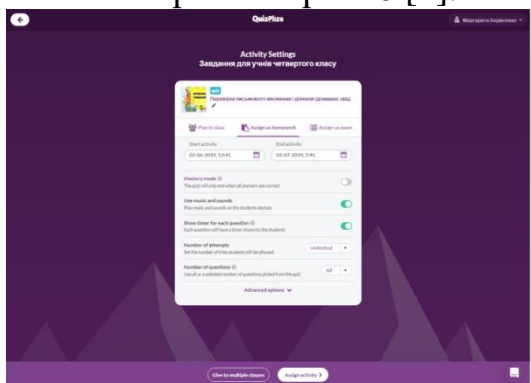 Quizalize
Маргарита Борисенко
Activity Settings
Завдання для учнів четвертого класу
quiz
Перевірка письмового множення і ділення (домашнє завд
Play in class
Assign as homework
Assign as exam
Start activity
End activity
02-06-2019, 13:41
05-07-2019, 7:41
Mastery mode
The quiz will only end when all answers are correct
Use music and sounds
Play music and sounds on the students devices
Show timer for each question
Each question will have a timer shown to the students
Number of attempts
Set the number of tries students will be allowed
Unlimited
Number of questions
Use all or a selected number of questions picked from the quiz
All
Advanced options
Give to multiple classes
Assign activity